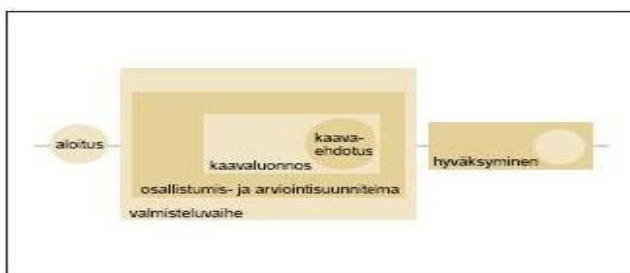 aloitus
kaava-
ehdotus
kaavaluonnos
hyväksyminen
osallistumis- ja arviointisuunnitelma
valmisteluvaihe